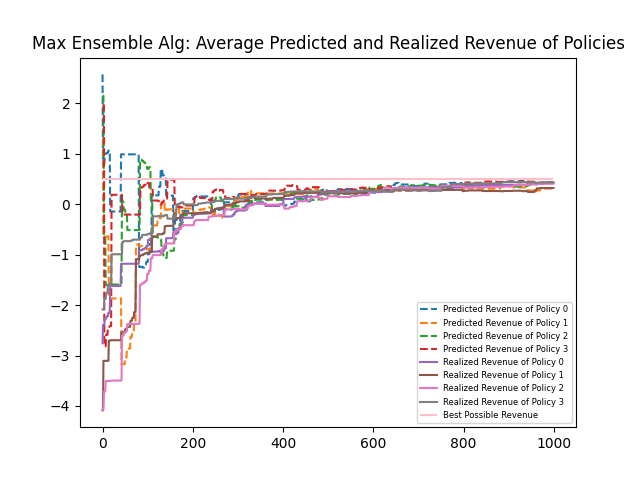 Max Ensemble Alg: Average Predicted and Realized Revenue of Policies
2
1
0
−1
−2
−3
−4
0
200
400
600
800
1000
Predicted Revenue of Policy 0
Predicted Revenue of Policy 1
Predicted Revenue of Policy 2
Predicted Revenue of Policy 3
Realized Revenue of Policy 0
Realized Revenue of Policy 1
Realized Revenue of Policy 2
Realized Revenue of Policy 3
Best Possible Revenue